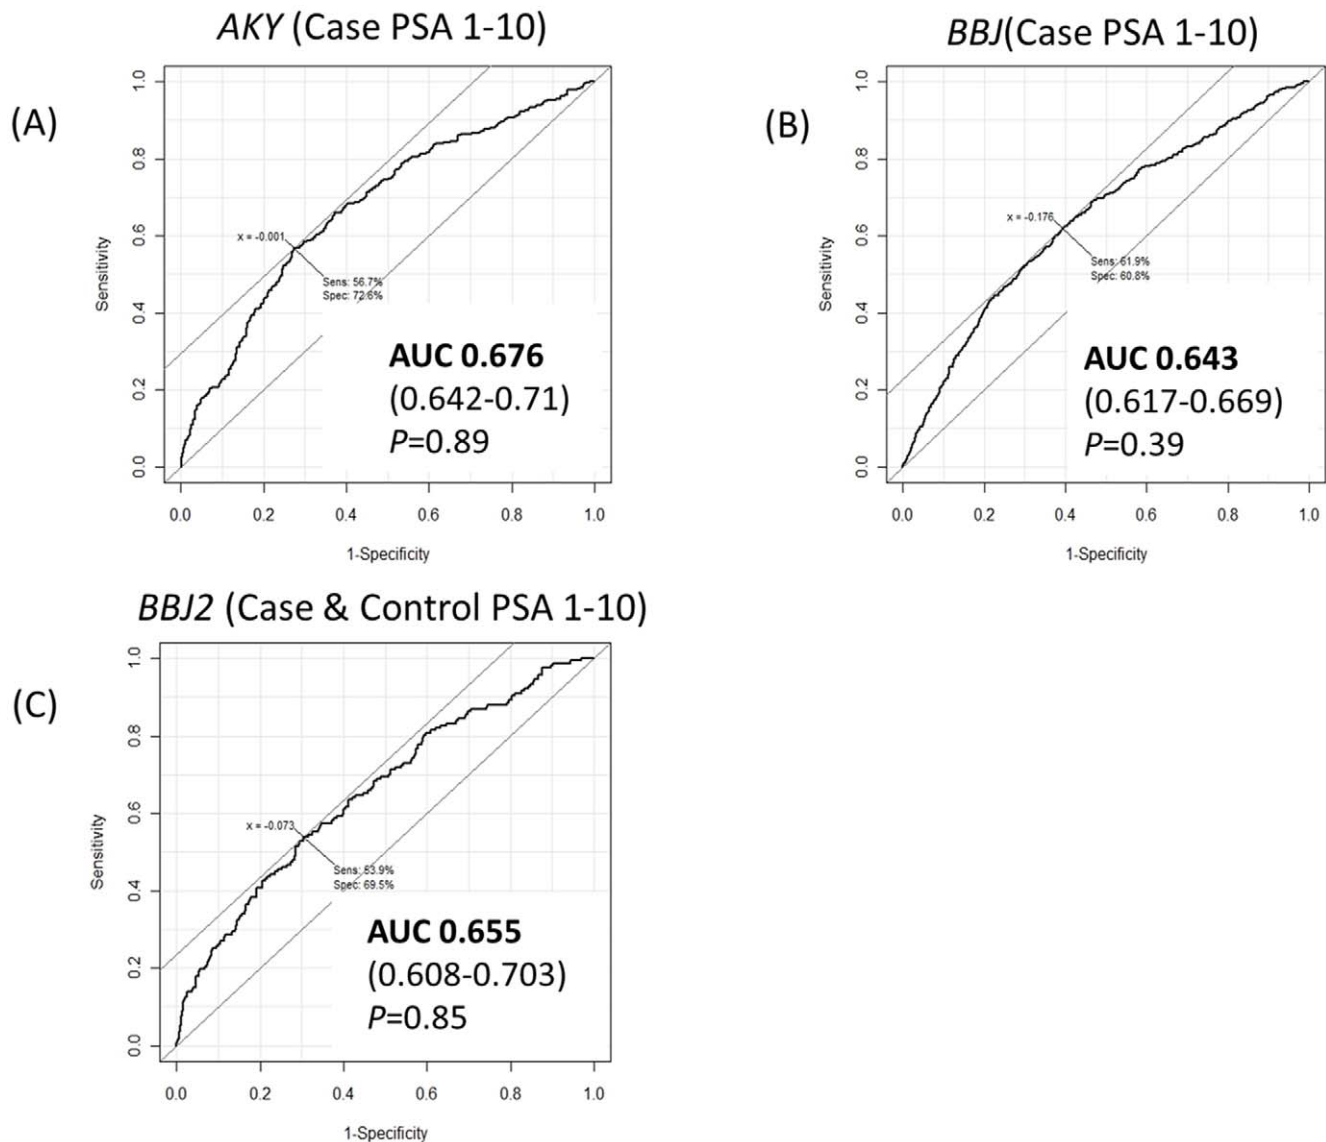 AKY (Case PSA 1-10)
(A)
1.0
0.8
0.6
0.4
0.2
0.0
Sensitivity
x = -0.001
Sens: 56.7%
Spec: 72.6%
AUC 0.676
(0.642-0.71)
P=0.89
0.0 0.2 0.4 0.6 0.8 1.0
1-Specificity
BBJ(Case PSA 1-10)
(B)
1.0
0.8
0.6
0.4
0.2
0.0
Sensitivity
x = -0.176
Sens: 61.9%
Spec: 60.8%
AUC 0.643
(0.617-0.669)
P=0.39
0.0 0.2 0.4 0.6 0.8 1.0
1-Specificity
BBJ2 (Case & Control PSA 1-10)
(C)
1.0
0.8
0.6
0.4
0.2
0.0
Sensitivity
x = -0.073
Sens: 53.9%
Spec: 69.5%
AUC 0.655
(0.608-0.703)
P=0.85
0.0 0.2 0.4 0.6 0.8 1.0
1-Specificity